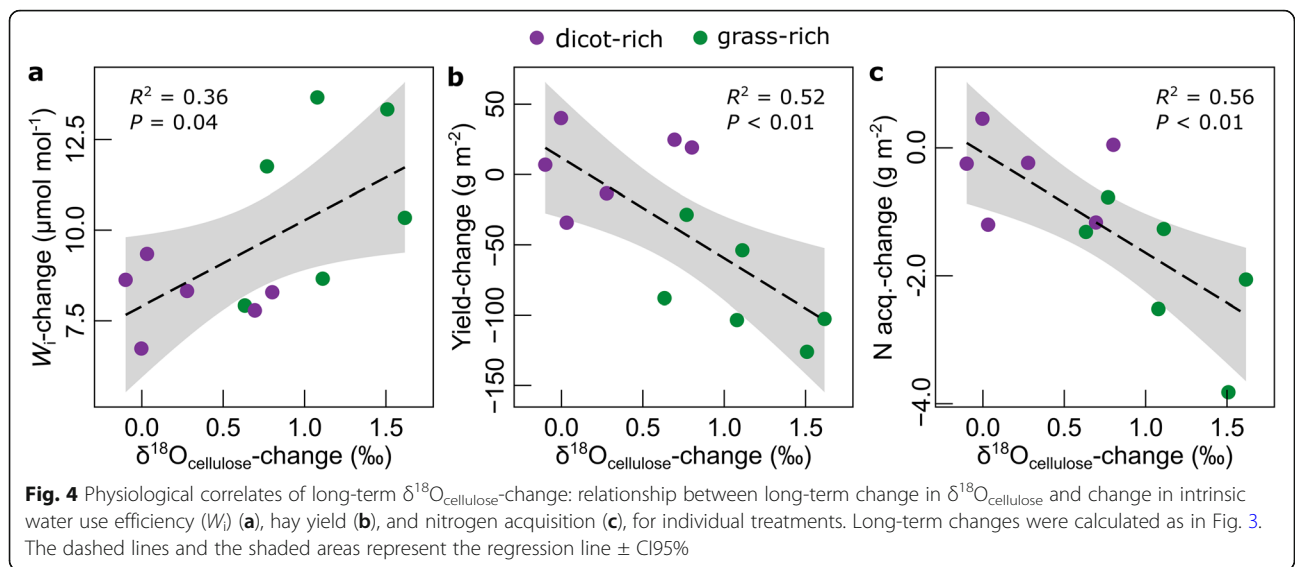 dicot-rich grass-rich
a
R² = 0.36
P = 0.04
Wᵢ-change (µmol mol⁻¹)
12.5
10.0
7.5
0.0 0.5 1.0 1.5
δ¹⁸O_cellulose-change (‰)
b
R² = 0.52
P < 0.01
Yield-change (g m⁻²)
50
0
−50
−100
−150
0.0 0.5 1.0 1.5
δ¹⁸O_cellulose-change (‰)
c
R² = 0.56
P < 0.01
N acq.-change (g m⁻²)
0.0
−2.0
−4.0
0.0 0.5 1.0 1.5
δ¹⁸O_cellulose-change (‰)
Fig. 4 Physiological correlates of long-term δ¹⁸O_cellulose-change: relationship between long-term change in δ¹⁸O_cellulose and change in intrinsic
water use efficiency (Wᵢ) (a), hay yield (b), and nitrogen acquisition (c), for individual treatments. Long-term changes were calculated as in Fig. 3.
The dashed lines and the shaded areas represent the regression line ± CI95%